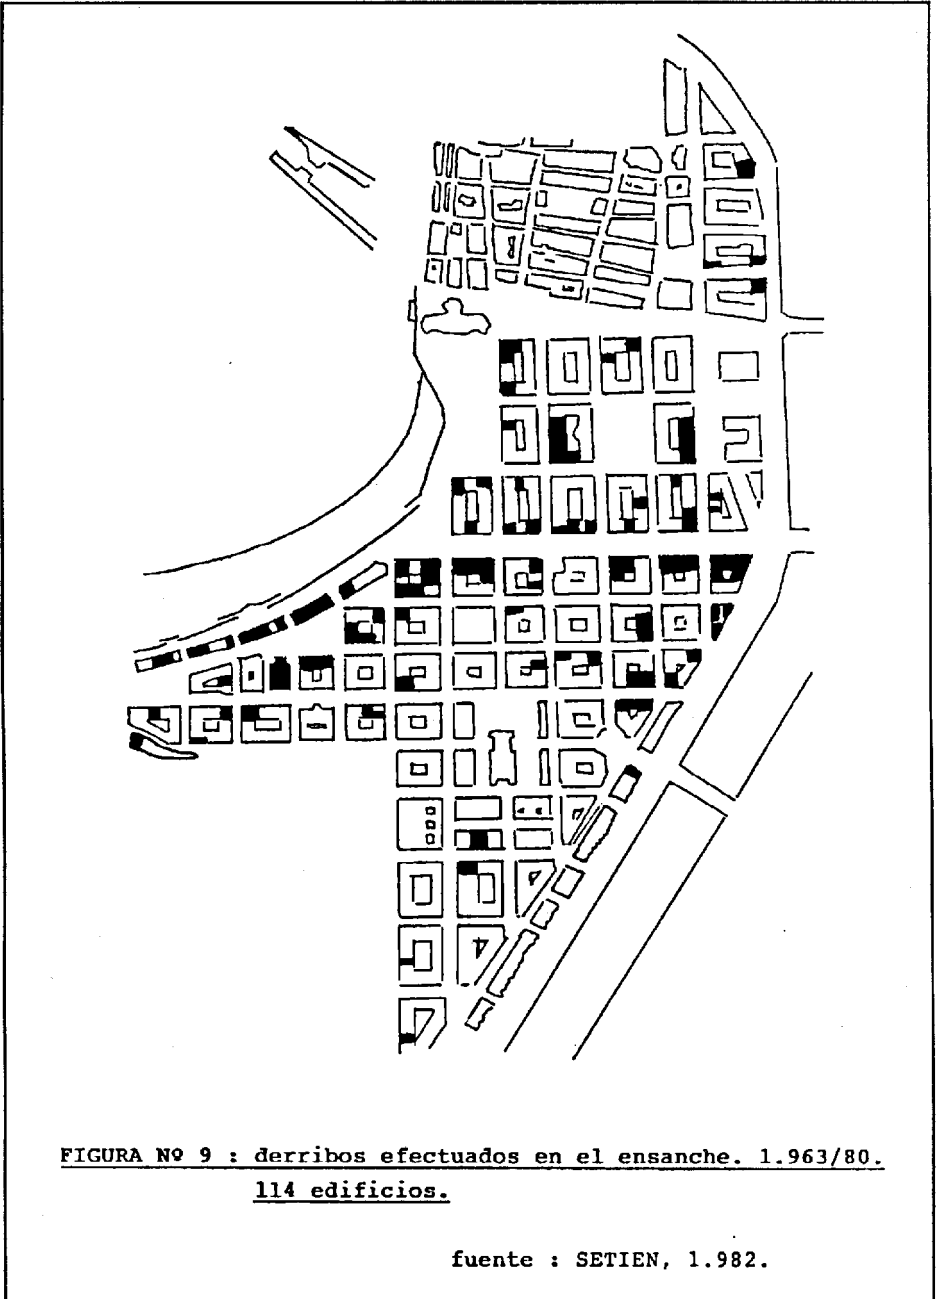 FIGURA Nº 9 : derribos efectuados en el ensanche. 1.963/80.
114 edificios.
fuente : SETIEN, 1.982.